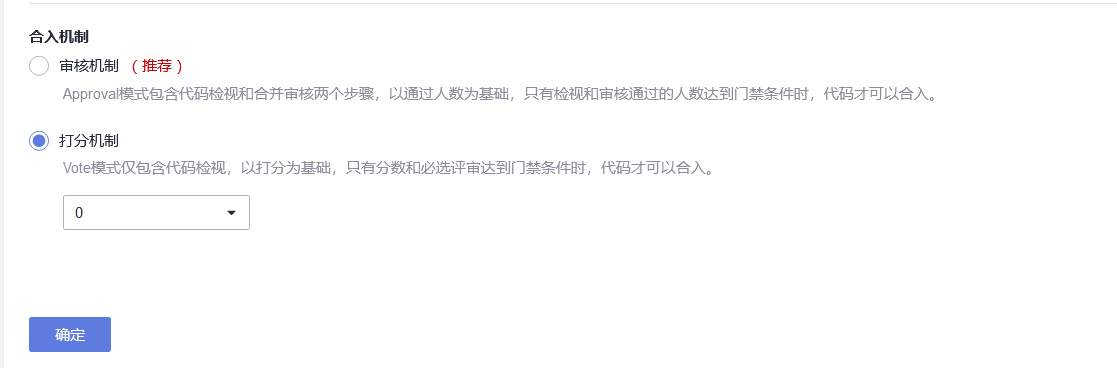 合入机制
审核机制 （推荐）
Approval模式包含代码检视和合并审核两个步骤，以通过人数为基础，只有检视和审核通过的人数达到门禁条件时，代码才可以合入。
打分机制
Vote模式仅包含代码检视，以打分为基础，只有分数和必选评审达到门禁条件时，代码才可以合入。
0
确定